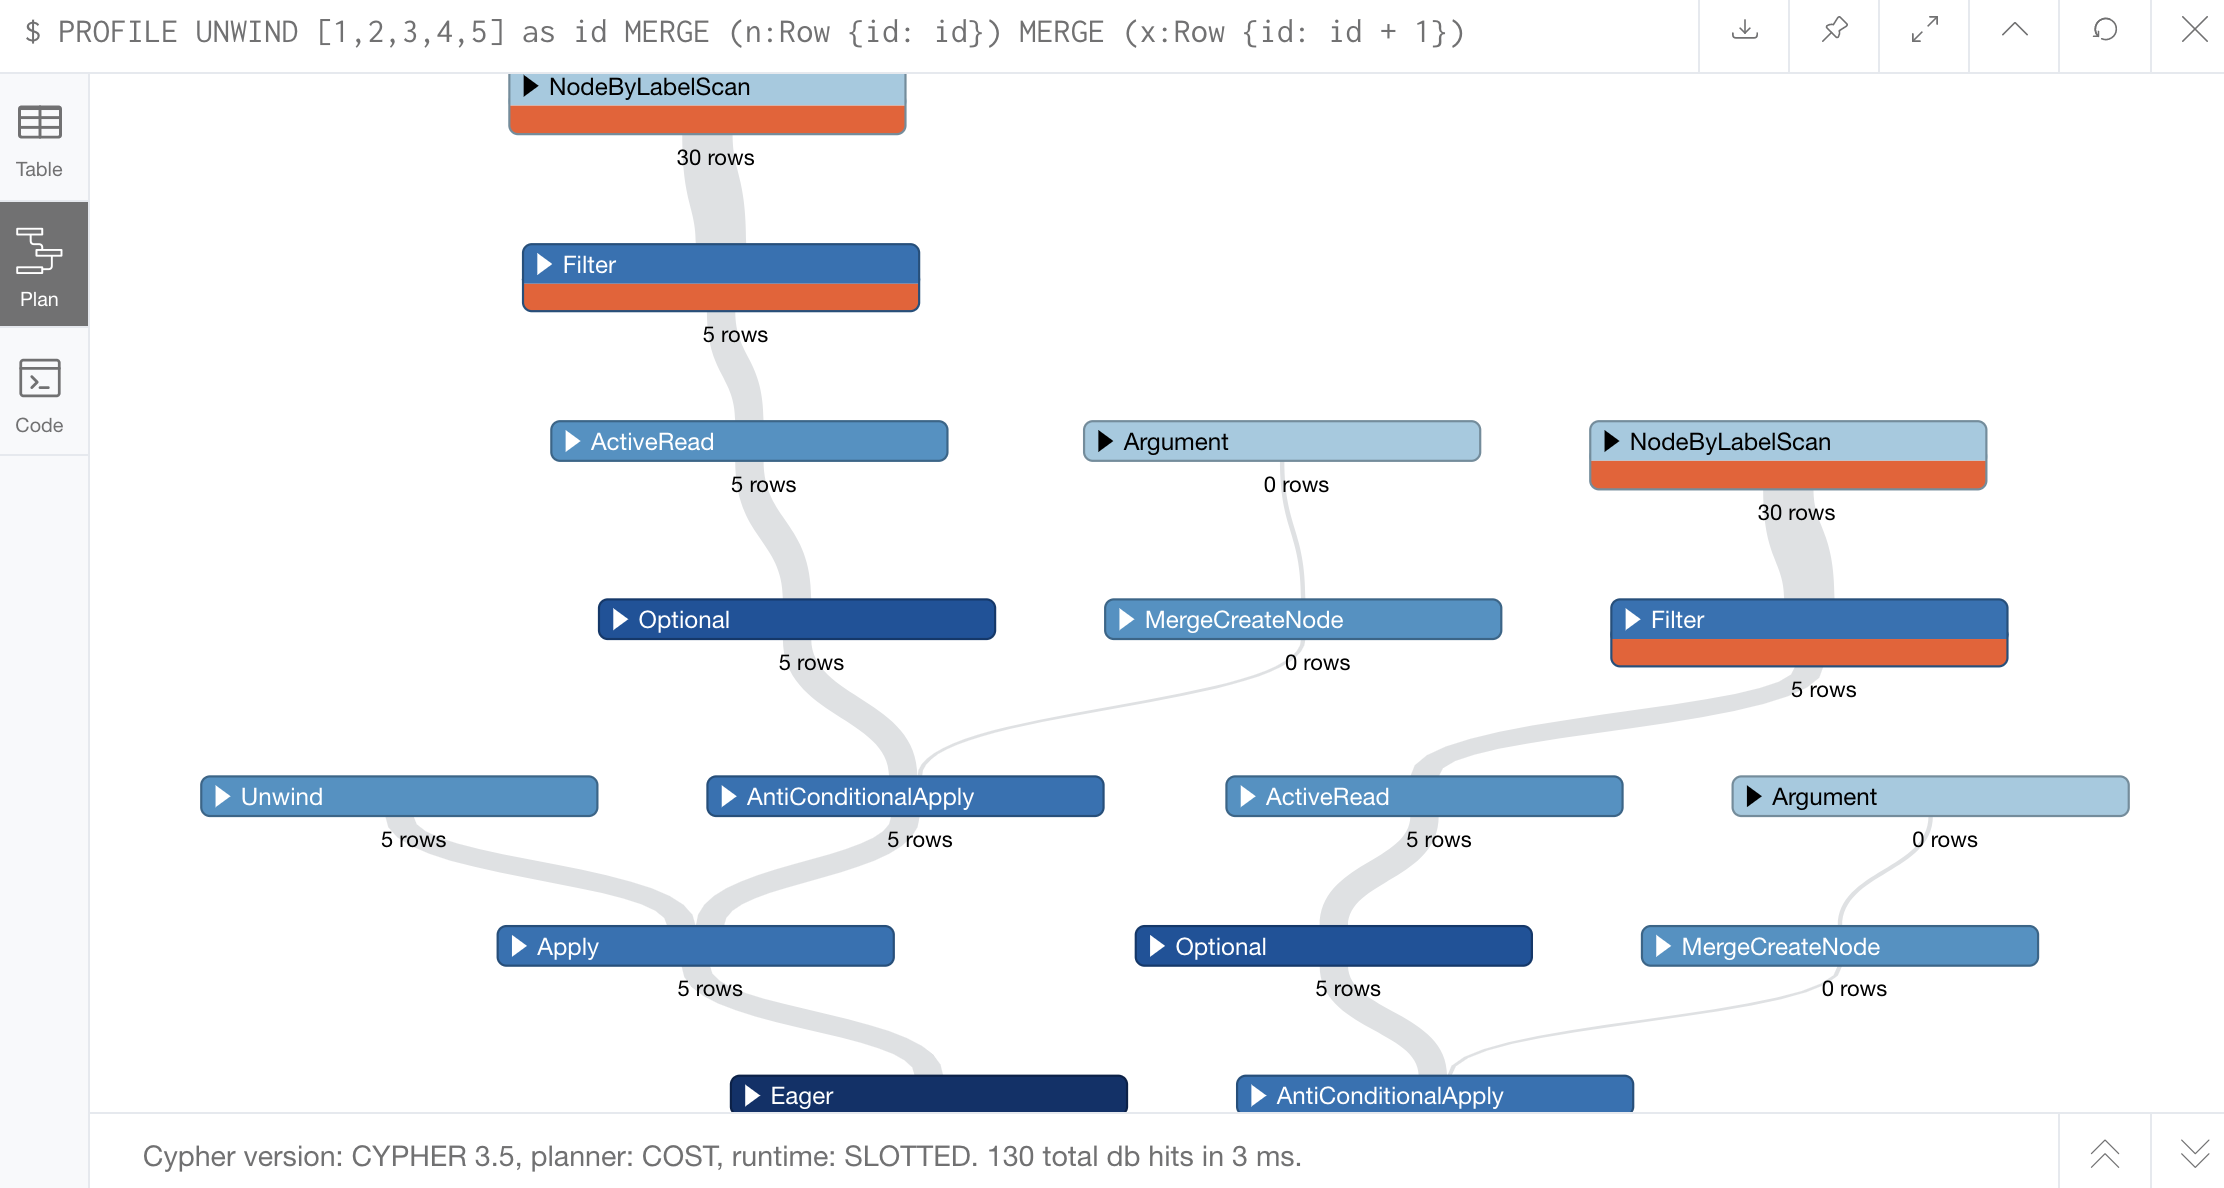 $ PROFILE UNWIND [1,2,3,4,5] as id MERGE (n:Row {id: id}) MERGE (x:Row {id: id + 1})
Table
Plan
Code
NodeByLabelScan
30 rows
Filter
5 rows
ActiveRead
5 rows
Argument
0 rows
NodeByLabelScan
30 rows
Optional
5 rows
MergeCreateNode
0 rows
Filter
5 rows
Unwind
5 rows
AntiConditionalApply
5 rows
ActiveRead
5 rows
Argument
0 rows
Apply
5 rows
Optional
5 rows
MergeCreateNode
0 rows
Eager
AntiConditionalApply
Cypher version: CYPHER 3.5, planner: COST, runtime: SLOTTED. 130 total db hits in 3 ms.